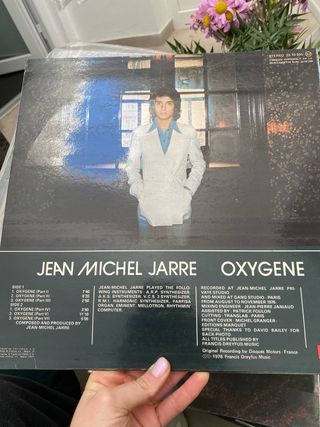 STEREO
JEAN MICHEL JARRE OXYGENE
SIDE 1
1. OXYGENE (Part I)
2. OXYGENE (Part II)
3. OXYGENE (Part III)
SIDE 2
1. OXYGENE (Part IV)
2. OXYGENE (Part V)
3. OXYGENE (Part VI)
COMPOSED AND PRODUCED BY
JEAN-MICHEL JARRE
JEAN-MICHEL JARRE PLAYED THE FOLLO-
WING INSTRUMENTS: A.R.P. SYNTHESIZER,
A.K.S. SYNTHESIZER, V.C.S. 3 SYNTHESIZER,
R.M.I. HARMONIC SYNTHESIZER, FARFISA
ORGAN, EMINENT, MELLOTRON, RHYTHMIN'
COMPUTER.
RECORDED AT JEAN-MICHEL JARRE PRI-
VATE STUDIO
AND MIXED AT GANG STUDIO - PARIS
FROM AUGUST TO NOVEMBER 1976.
MIXING ENGINEER : JEAN-PIERRE JANIAUD
ASSISTED BY : PATRICK FOULON
CUTTING : TRANSLAB - PARIS
FRONT COVER : MICHEL GRANGER -
EDITIONS MARQUET
SPECIAL THANKS TO DAVID BAILEY FOR
BACK PHOTO
ALL TITLES PUBLISHED BY
FRANCIS DREYFUS MUSIC
Original Recording by Disques Motors - France
1976 Francis Dreyfus Music